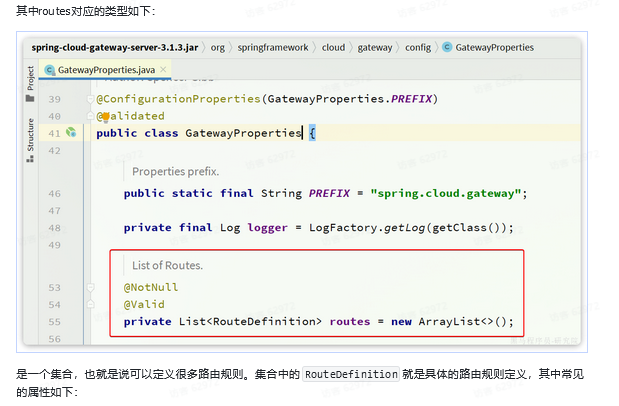 其中routes对应的类型如下：
spring-cloud-gateway-server-3.1.3.jar 〉 org 〉 springframework 〉 cloud 〉 gateway 〉 config 〉 GatewayProperties
GatewayProperties.java
Project
Structure
39 @ConfigurationProperties(GatewayProperties.PREFIX)
40 @Validated
41 public class GatewayProperties {
42
Properties prefix.
46 public static final String PREFIX = "spring.cloud.gateway";
47
48 private final Log logger = LogFactory.getLog(getClass());
49
List of Routes.
53 @NotNull
54 @Valid
55 private List<RouteDefinition> routes = new ArrayList<>();
56
是一个集合，也就是说可以定义很多路由规则。集合中的 RouteDefinition 就是具体的路由规则定义，其中常见
的属性如下：